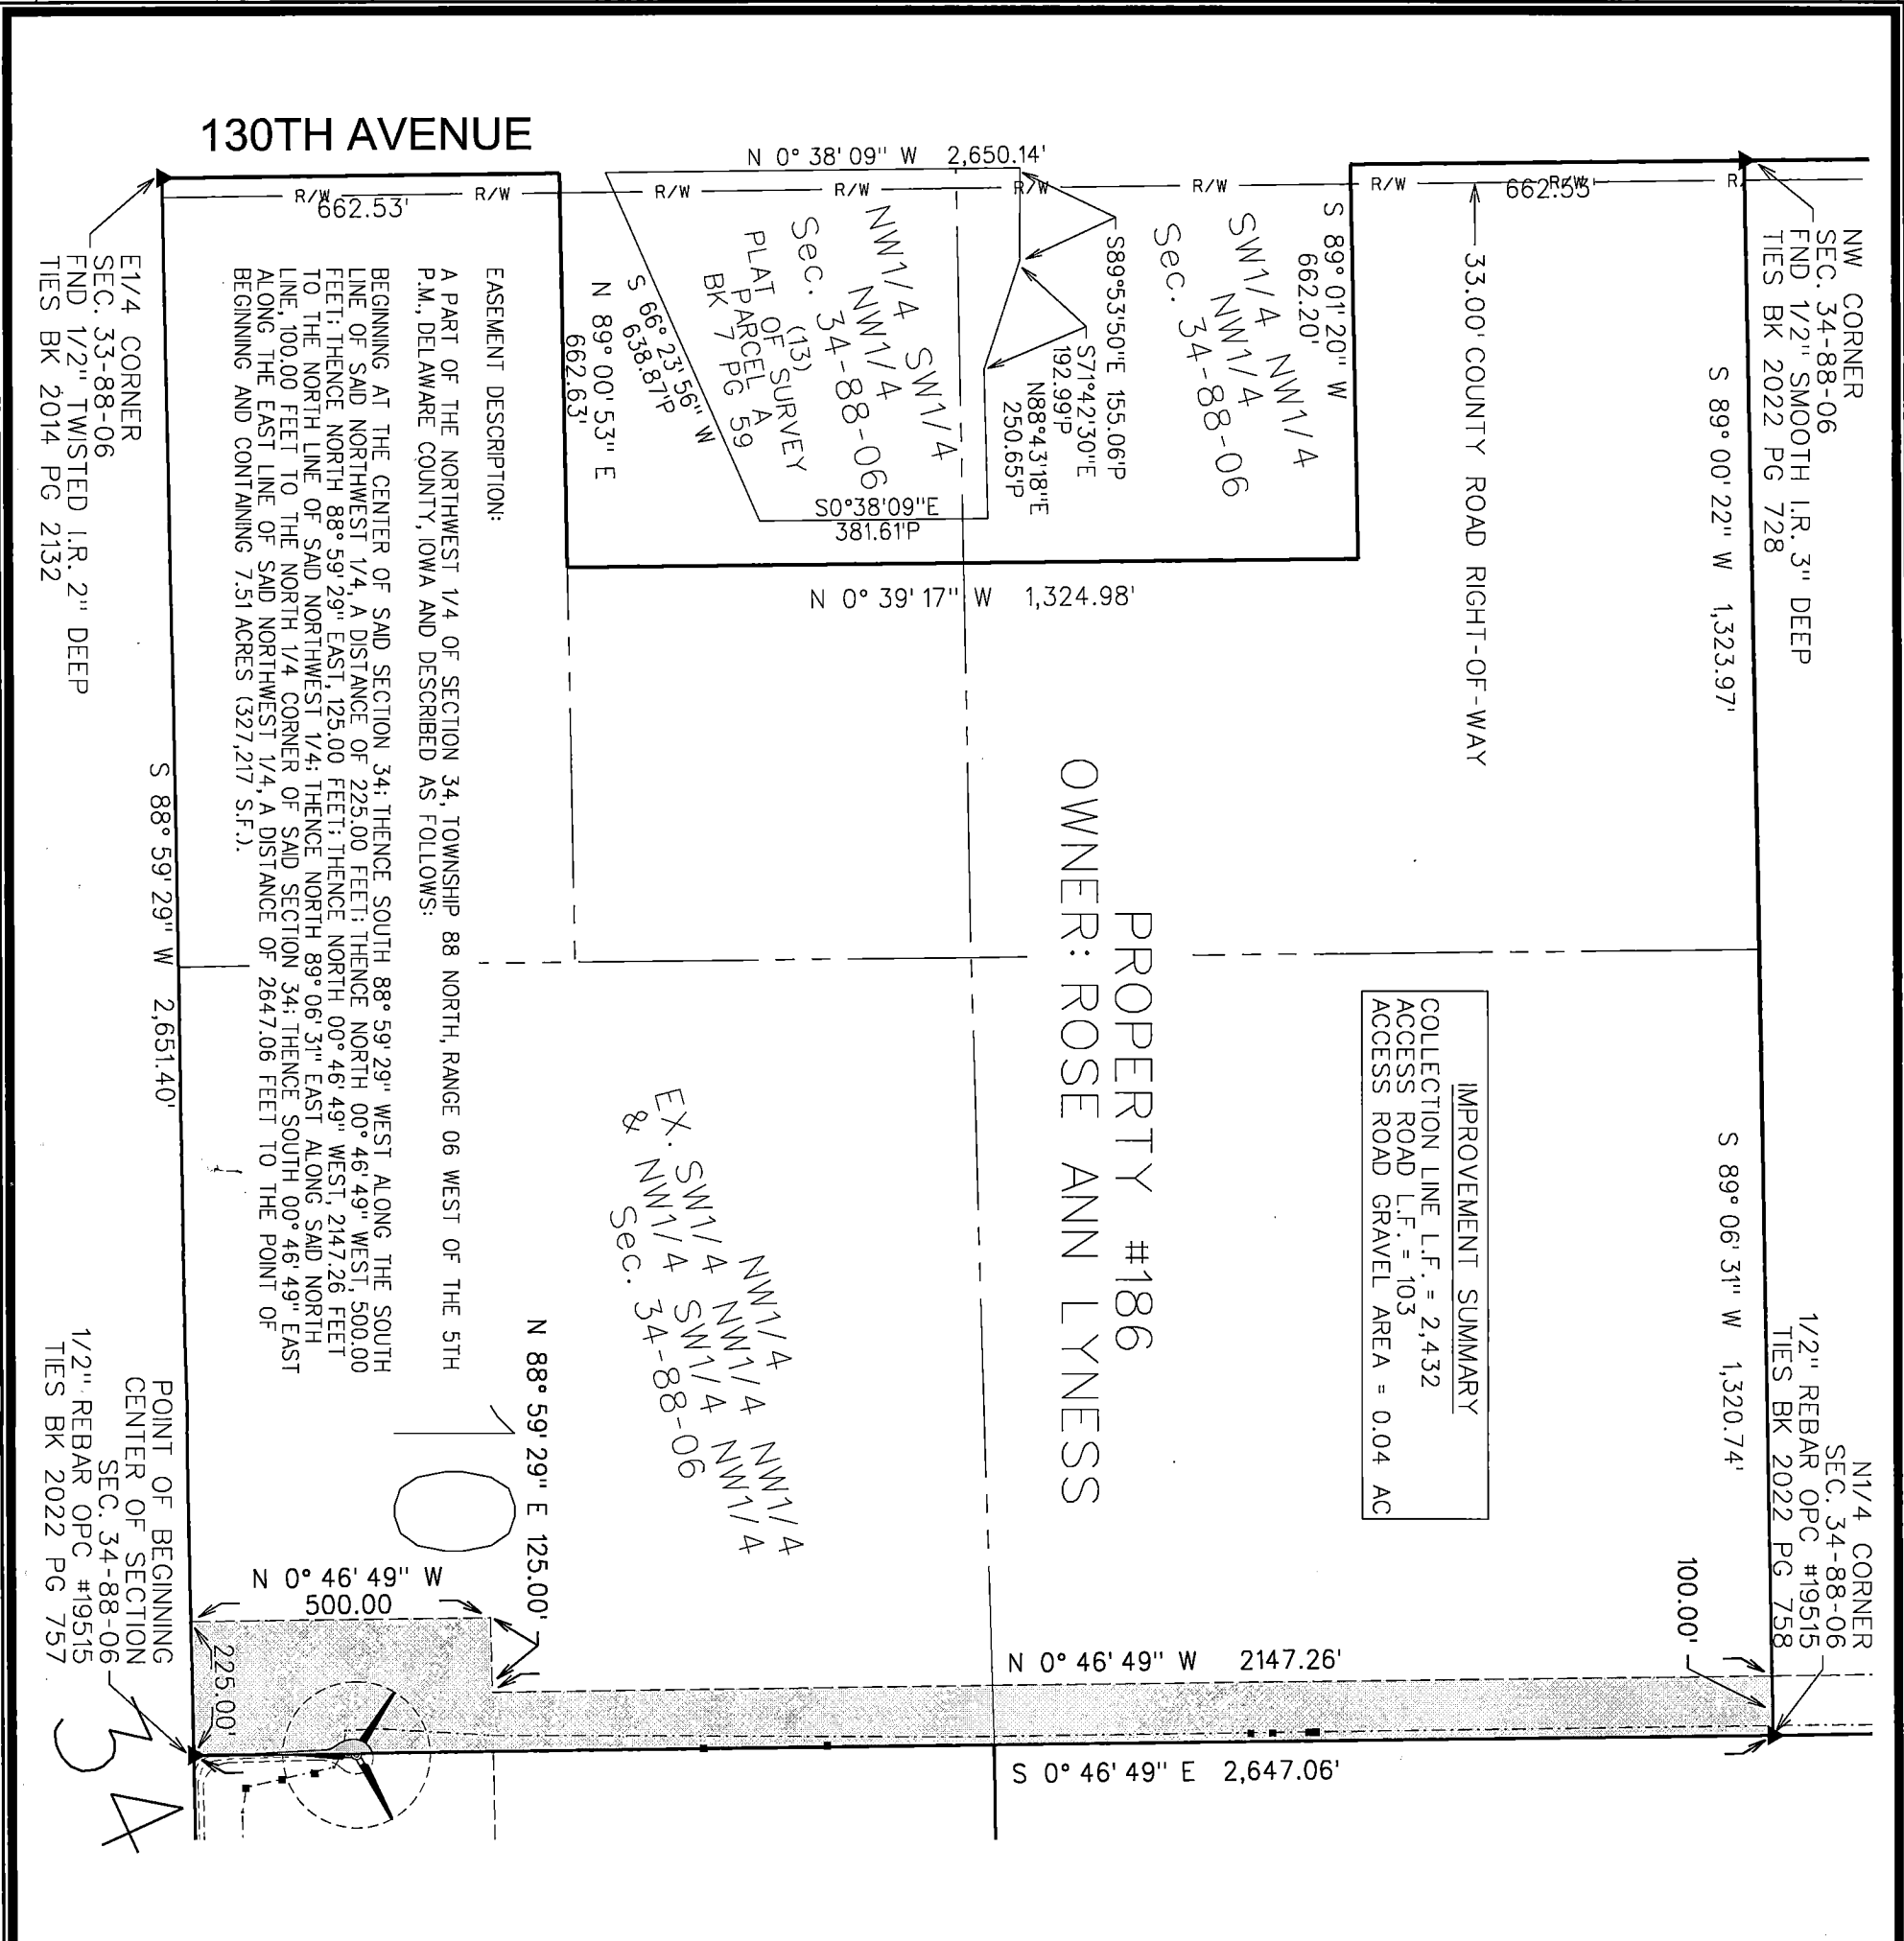 130TH AVENUE
N 0° 38' 09" W 2,650.14'
R/W
R/W
R/W
R/W
R/W
R/W
R/W
R/W
R/
662.53'
662.53'
NW CORNER
SEC. 34-88-06
FND 1/2" SMOOTH I.R. 3" DEEP
TIES BK 2022 PG 728
S 89° 00' 22" W 1,323.97'
S 89° 06' 31" W 1,320.74'
N1/4 CORNER
SEC. 34-88-06
1/2" REBAR OPC #19515
TIES BK 2022 PG 758
100.00'
33.00' COUNTY ROAD RIGHT-OF-WAY
S 89° 01' 20" W
662.20'
SW1/4 NW1/4
NW1/4
Sec. 34-88-06
S89°53'50"E 155.06'P
S71°42'30"E
192.99'P
N88°43'18"E
250.65'P
NW1/4 SW1/4
NW1/4
Sec. 34-88-06
(13)
PLAT OF SURVEY
PARCEL A
BK 7 PG 59
S 66° 23' 56" W
638.87'P
S0°38'09"E
381.61'P
N 89° 00' 53" E
662.63'
N 0° 39' 17" W 1,324.98'
IMPROVEMENT SUMMARY
COLLECTION LINE L.F. = 2,432
ACCESS ROAD L.F. = 103
ACCESS ROAD GRAVEL AREA = 0.04 AC
PROPERTY #186
OWNER: ROSE ANN LYNESS
NW1/4
EX. SW1/4 NW1/4 NW1/4
& NW1/4 SW1/4 NW1/4
Sec. 34-88-06
EASEMENT DESCRIPTION:
A PART OF THE NORTHWEST 1/4 OF SECTION 34, TOWNSHIP 88 NORTH, RANGE 06 WEST OF THE 5TH
P.M., DELAWARE COUNTY, IOWA AND DESCRIBED AS FOLLOWS:
BEGINNING AT THE CENTER OF SAID SECTION 34; THENCE SOUTH 88° 59' 29" WEST ALONG THE SOUTH
LINE OF SAID NORTHWEST 1/4, A DISTANCE OF 225.00 FEET; THENCE NORTH 00° 46' 49" WEST, 500.00
FEET; THENCE NORTH 88° 59' 29" EAST, 125.00 FEET; THENCE NORTH 00° 46' 49" WEST, 2147.26 FEET
TO THE NORTH LINE OF SAID NORTHWEST 1/4; THENCE NORTH 89° 06' 31" EAST ALONG SAID NORTH
LINE, 100.00 FEET TO THE NORTH 1/4 CORNER OF SAID SECTION 34; THENCE SOUTH 00° 46' 49" EAST
ALONG THE EAST LINE OF SAID NORTHWEST 1/4, A DISTANCE OF 2647.06 FEET TO THE POINT OF
BEGINNING AND CONTAINING 7.51 ACRES (327,217 S.F.).
N 88° 59' 29" E 125.00'
10
N 0° 46' 49" W
500.00
225.00'
N 0° 46' 49" W 2147.26'
S 0° 46' 49" E 2,647.06'
S 88° 59' 29" W 2,651.40'
E1/4 CORNER
SEC. 33-88-06
FND 1/2" TWISTED I.R. 2" DEEP
TIES BK 2014 PG 2132
POINT OF BEGINNING
CENTER OF SECTION
SEC. 34-88-06
1/2" REBAR OPC #19515
TIES BK 2022 PG 757
34